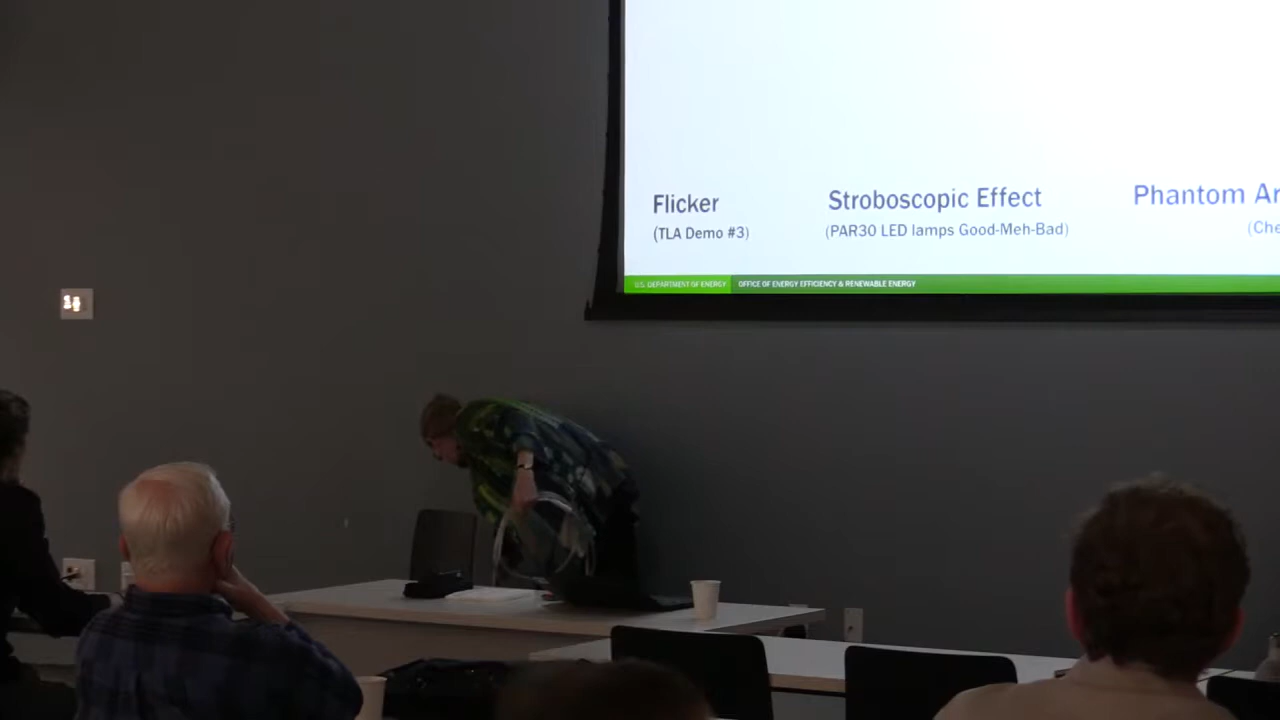 Flicker
(TLA Demo #3)
Stroboscopic Effect
(PAR30 LED lamps Good-Meh-Bad)
Phantom Ar
(Che
U.S. DEPARTMENT OF ENERGY
OFFICE OF ENERGY EFFICIENCY & RENEWABLE ENERGY